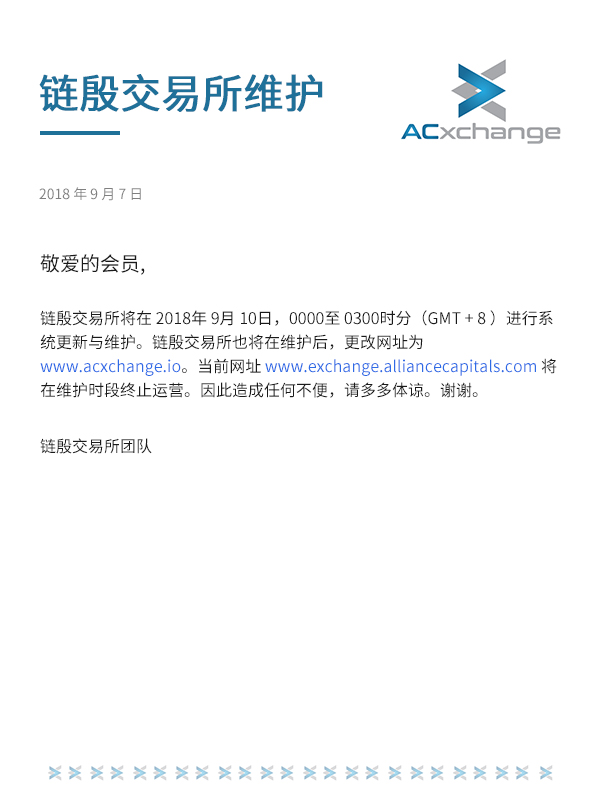 链殷交易所维护
ACxchange
2018 年 9 月 7 日
敬爱的会员,
链殷交易所将在 2018年 9月 10日，0000至 0300时分（GMT + 8 ）进行系
统更新与维护。链殷交易所也将在维护后，更改网址为
www.acxchange.io。当前网址 www.exchange.alliancecapitals.com 将
在维护时段终止运营。因此造成任何不便，请多多体谅。谢谢。
链殷交易所团队